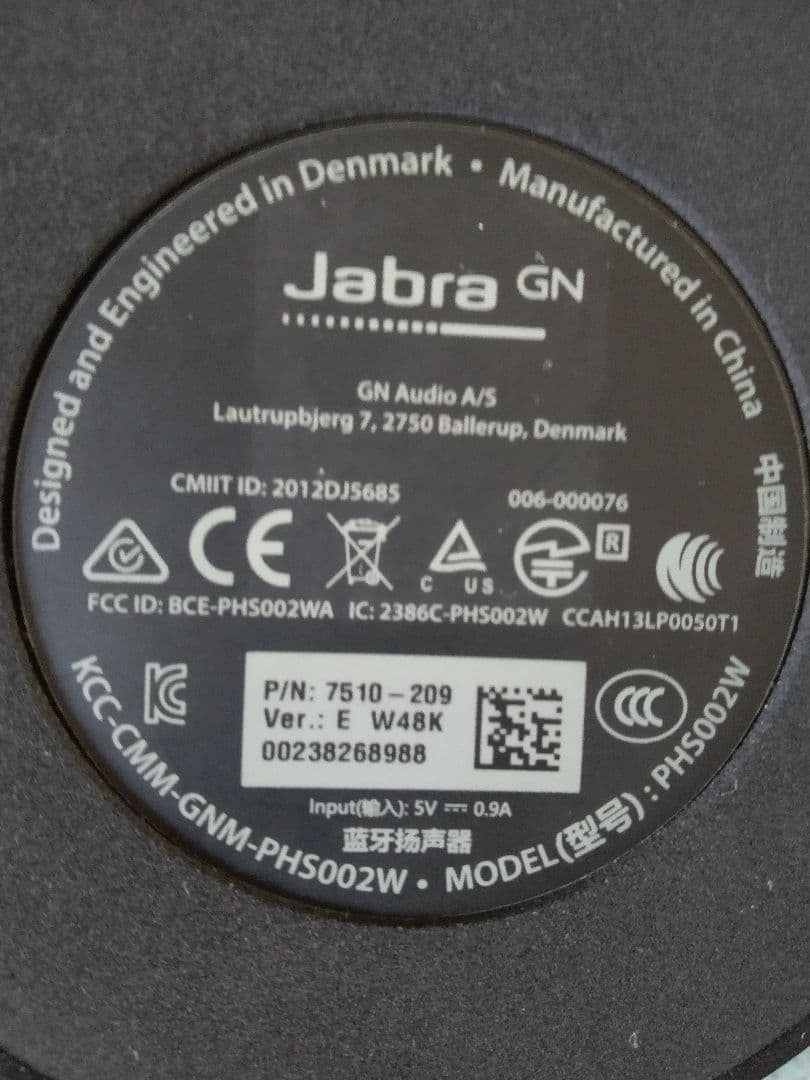 Designed and Engineered in Denmark • Manufactured in China 中国制造
Jabra GN
GN Audio A/S
Lautrupbjerg 7, 2750 Ballerup, Denmark
CMIIT ID: 2012DJ5685
006-000076
CE
C US
R
FCC ID: BCE-PHS002WA IC: 2386C-PHS002W CCAH13LP0050T1
P/N: 7510-209
Ver.: E W48K
00238268988
CCC
Input(输入): 5V ⎓ 0.9A
蓝牙扬声器
KCC-CMM-GNM-PHS002W • MODEL(型号) : PHS002W